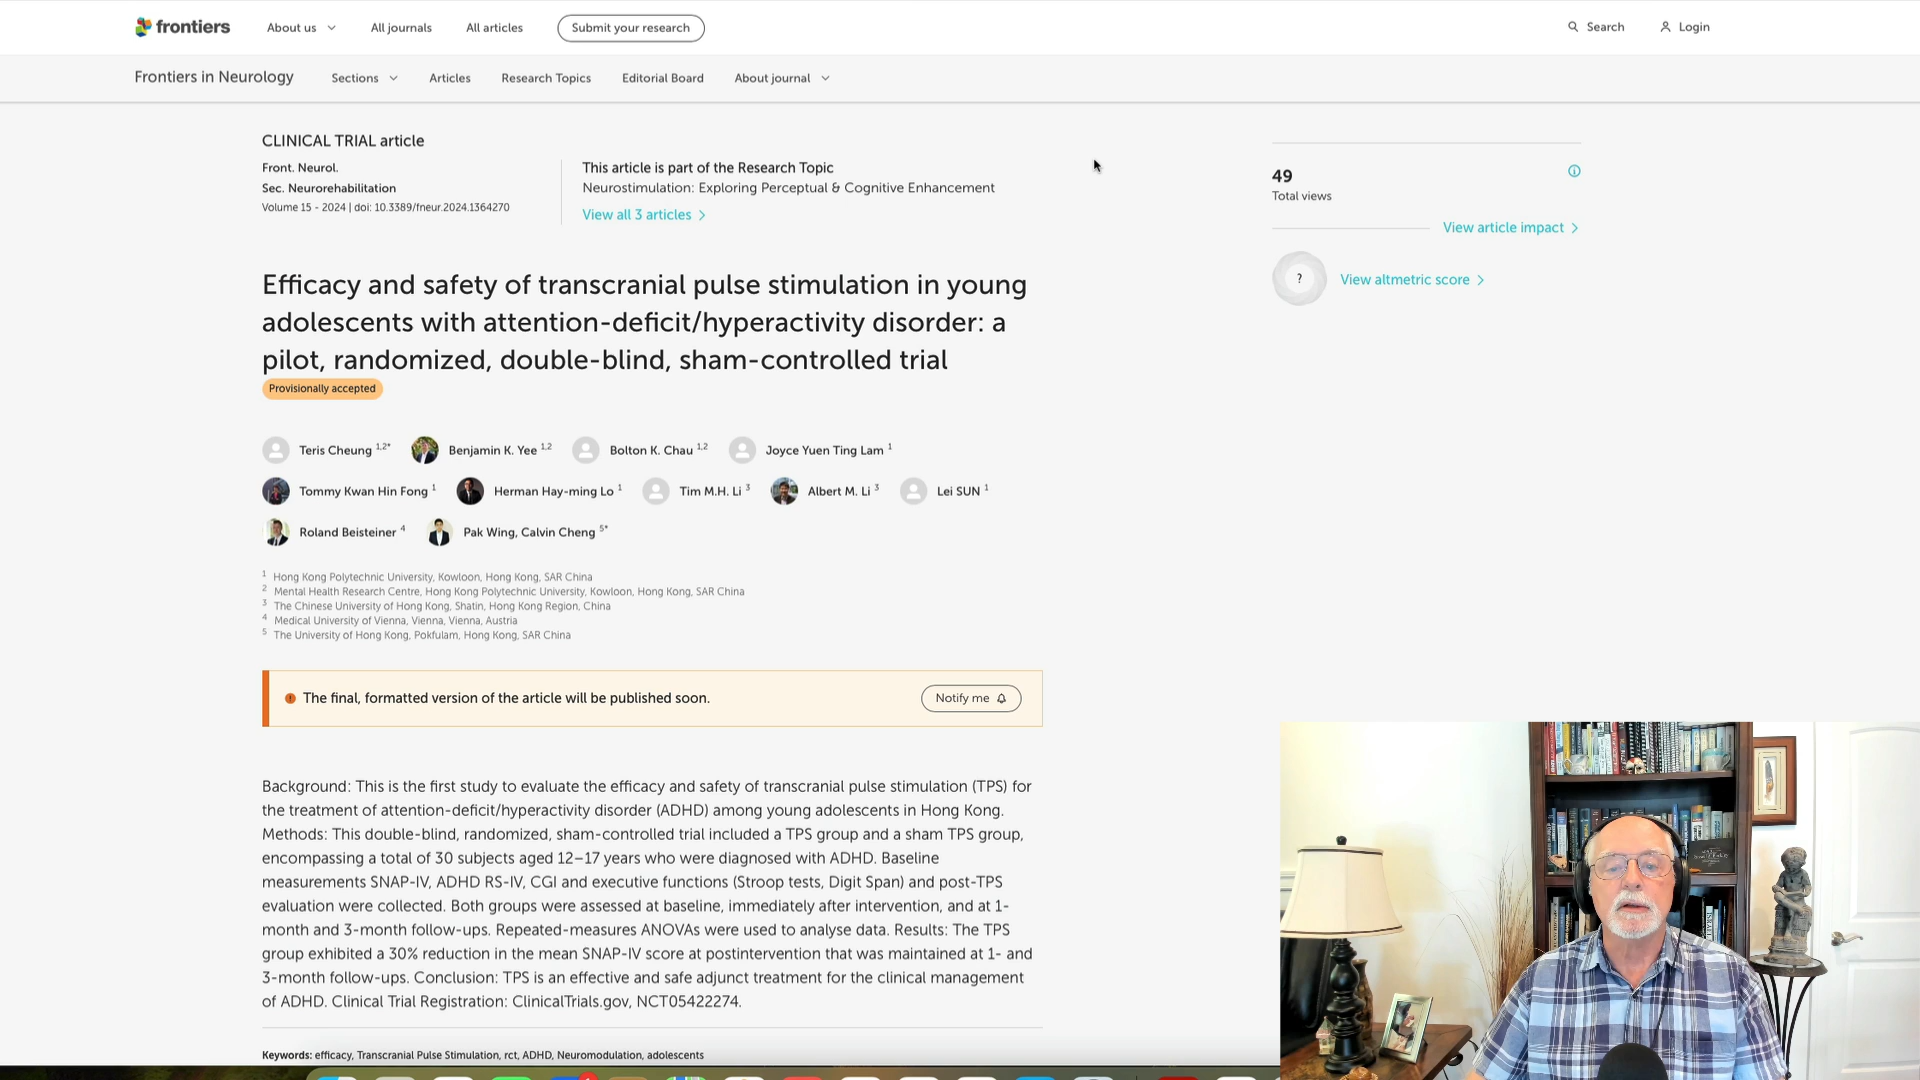 frontiers
About us
All journals
All articles
Submit your research
Search
Login
Frontiers in Neurology
Sections
Articles
Research Topics
Editorial Board
About journal
CLINICAL TRIAL article
Front. Neurol.
Sec. Neurorehabilitation
Volume 15 - 2024 | doi: 10.3389/fneur.2024.1364270
This article is part of the Research Topic
Neurostimulation: Exploring Perceptual & Cognitive Enhancement
View all 3 articles
49
Total views
View article impact
?
View altmetric score
Efficacy and safety of transcranial pulse stimulation in young
adolescents with attention-deficit/hyperactivity disorder: a
pilot, randomized, double-blind, sham-controlled trial
Provisionally accepted
Teris Cheung 1,2*
Benjamin K. Yee 1,2
Bolton K. Chau 1,2
Joyce Yuen Ting Lam 1
Tommy Kwan Hin Fong 1
Herman Hay-ming Lo 1
Tim M.H. Li 3
Albert M. Li 3
Lei SUN 1
Roland Beisteiner 4
Pak Wing, Calvin Cheng 5*
1 Hong Kong Polytechnic University, Kowloon, Hong Kong, SAR China
2 Mental Health Research Centre, Hong Kong Polytechnic University, Kowloon, Hong Kong, SAR China
3 The Chinese University of Hong Kong, Shatin, Hong Kong Region, China
4 Medical University of Vienna, Vienna, Vienna, Austria
5 The University of Hong Kong, Pokfulam, Hong Kong, SAR China
The final, formatted version of the article will be published soon.
Notify me
Background: This is the first study to evaluate the efficacy and safety of transcranial pulse stimulation (TPS) for
the treatment of attention-deficit/hyperactivity disorder (ADHD) among young adolescents in Hong Kong.
Methods: This double-blind, randomized, sham-controlled trial included a TPS group and a sham TPS group,
encompassing a total of 30 subjects aged 12–17 years who were diagnosed with ADHD. Baseline
measurements SNAP-IV, ADHD RS-IV, CGI and executive functions (Stroop tests, Digit Span) and post-TPS
evaluation were collected. Both groups were assessed at baseline, immediately after intervention, and at 1-
month and 3-month follow-ups. Repeated-measures ANOVAs were used to analyse data. Results: The TPS
group exhibited a 30% reduction in the mean SNAP-IV score at postintervention that was maintained at 1- and
3-month follow-ups. Conclusion: TPS is an effective and safe adjunct treatment for the clinical management
of ADHD. Clinical Trial Registration: ClinicalTrials.gov, NCT05422274.
Keywords: efficacy, Transcranial Pulse Stimulation, rct, ADHD, Neuromodulation, adolescents